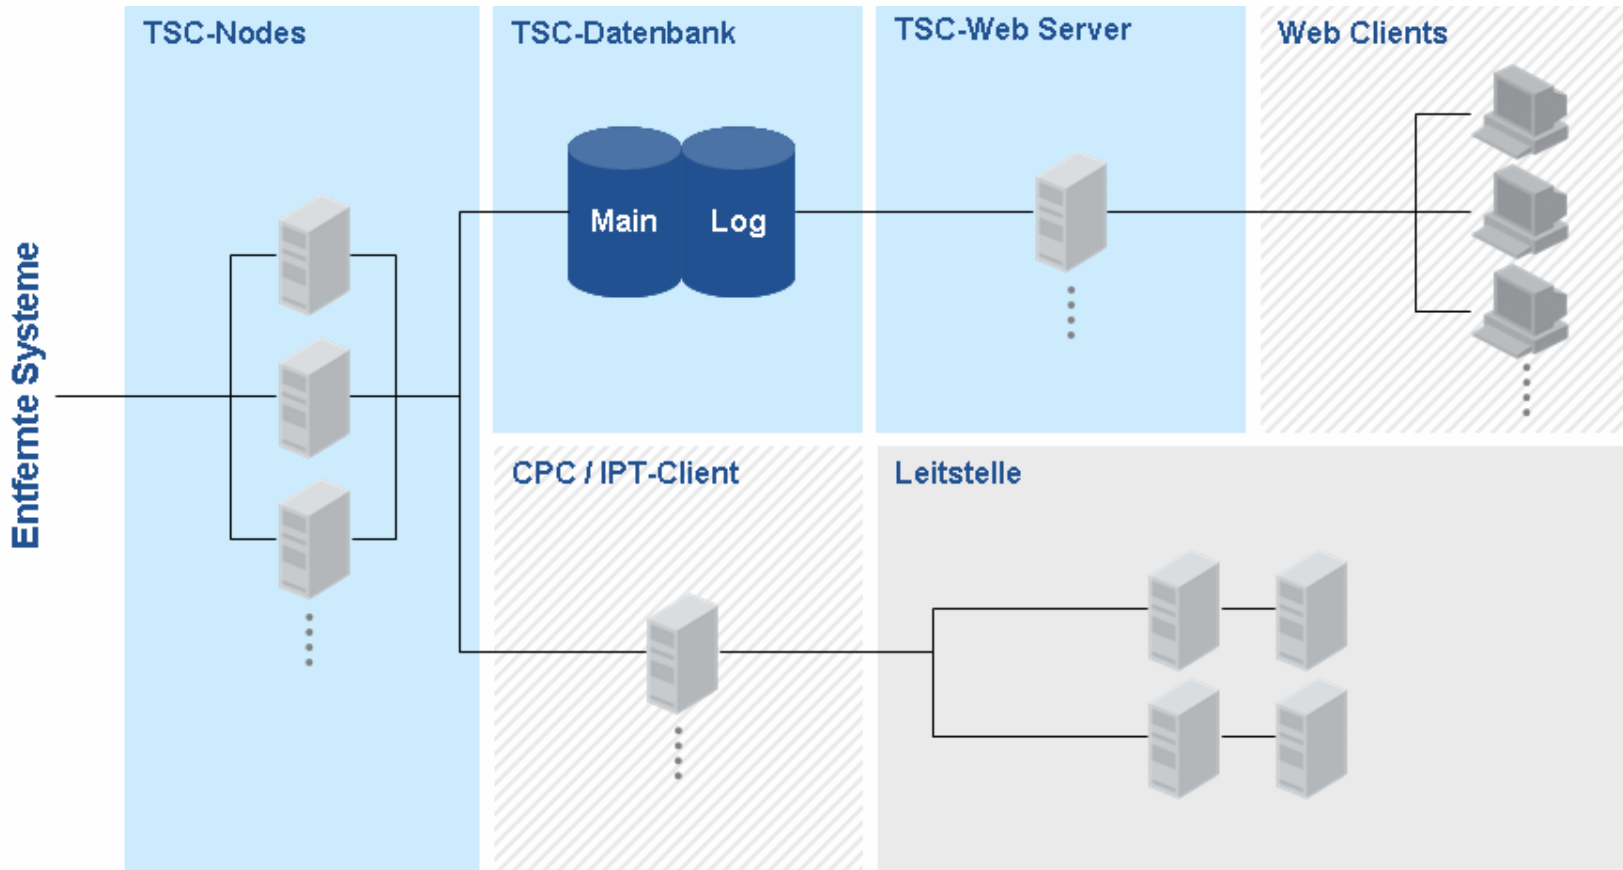 TSC-Nodes
TSC-Datenbank
TSC-Web Server
Web Clients
Main
Log
Entfernte Systeme
CPC / IPT-Client
Leitstelle